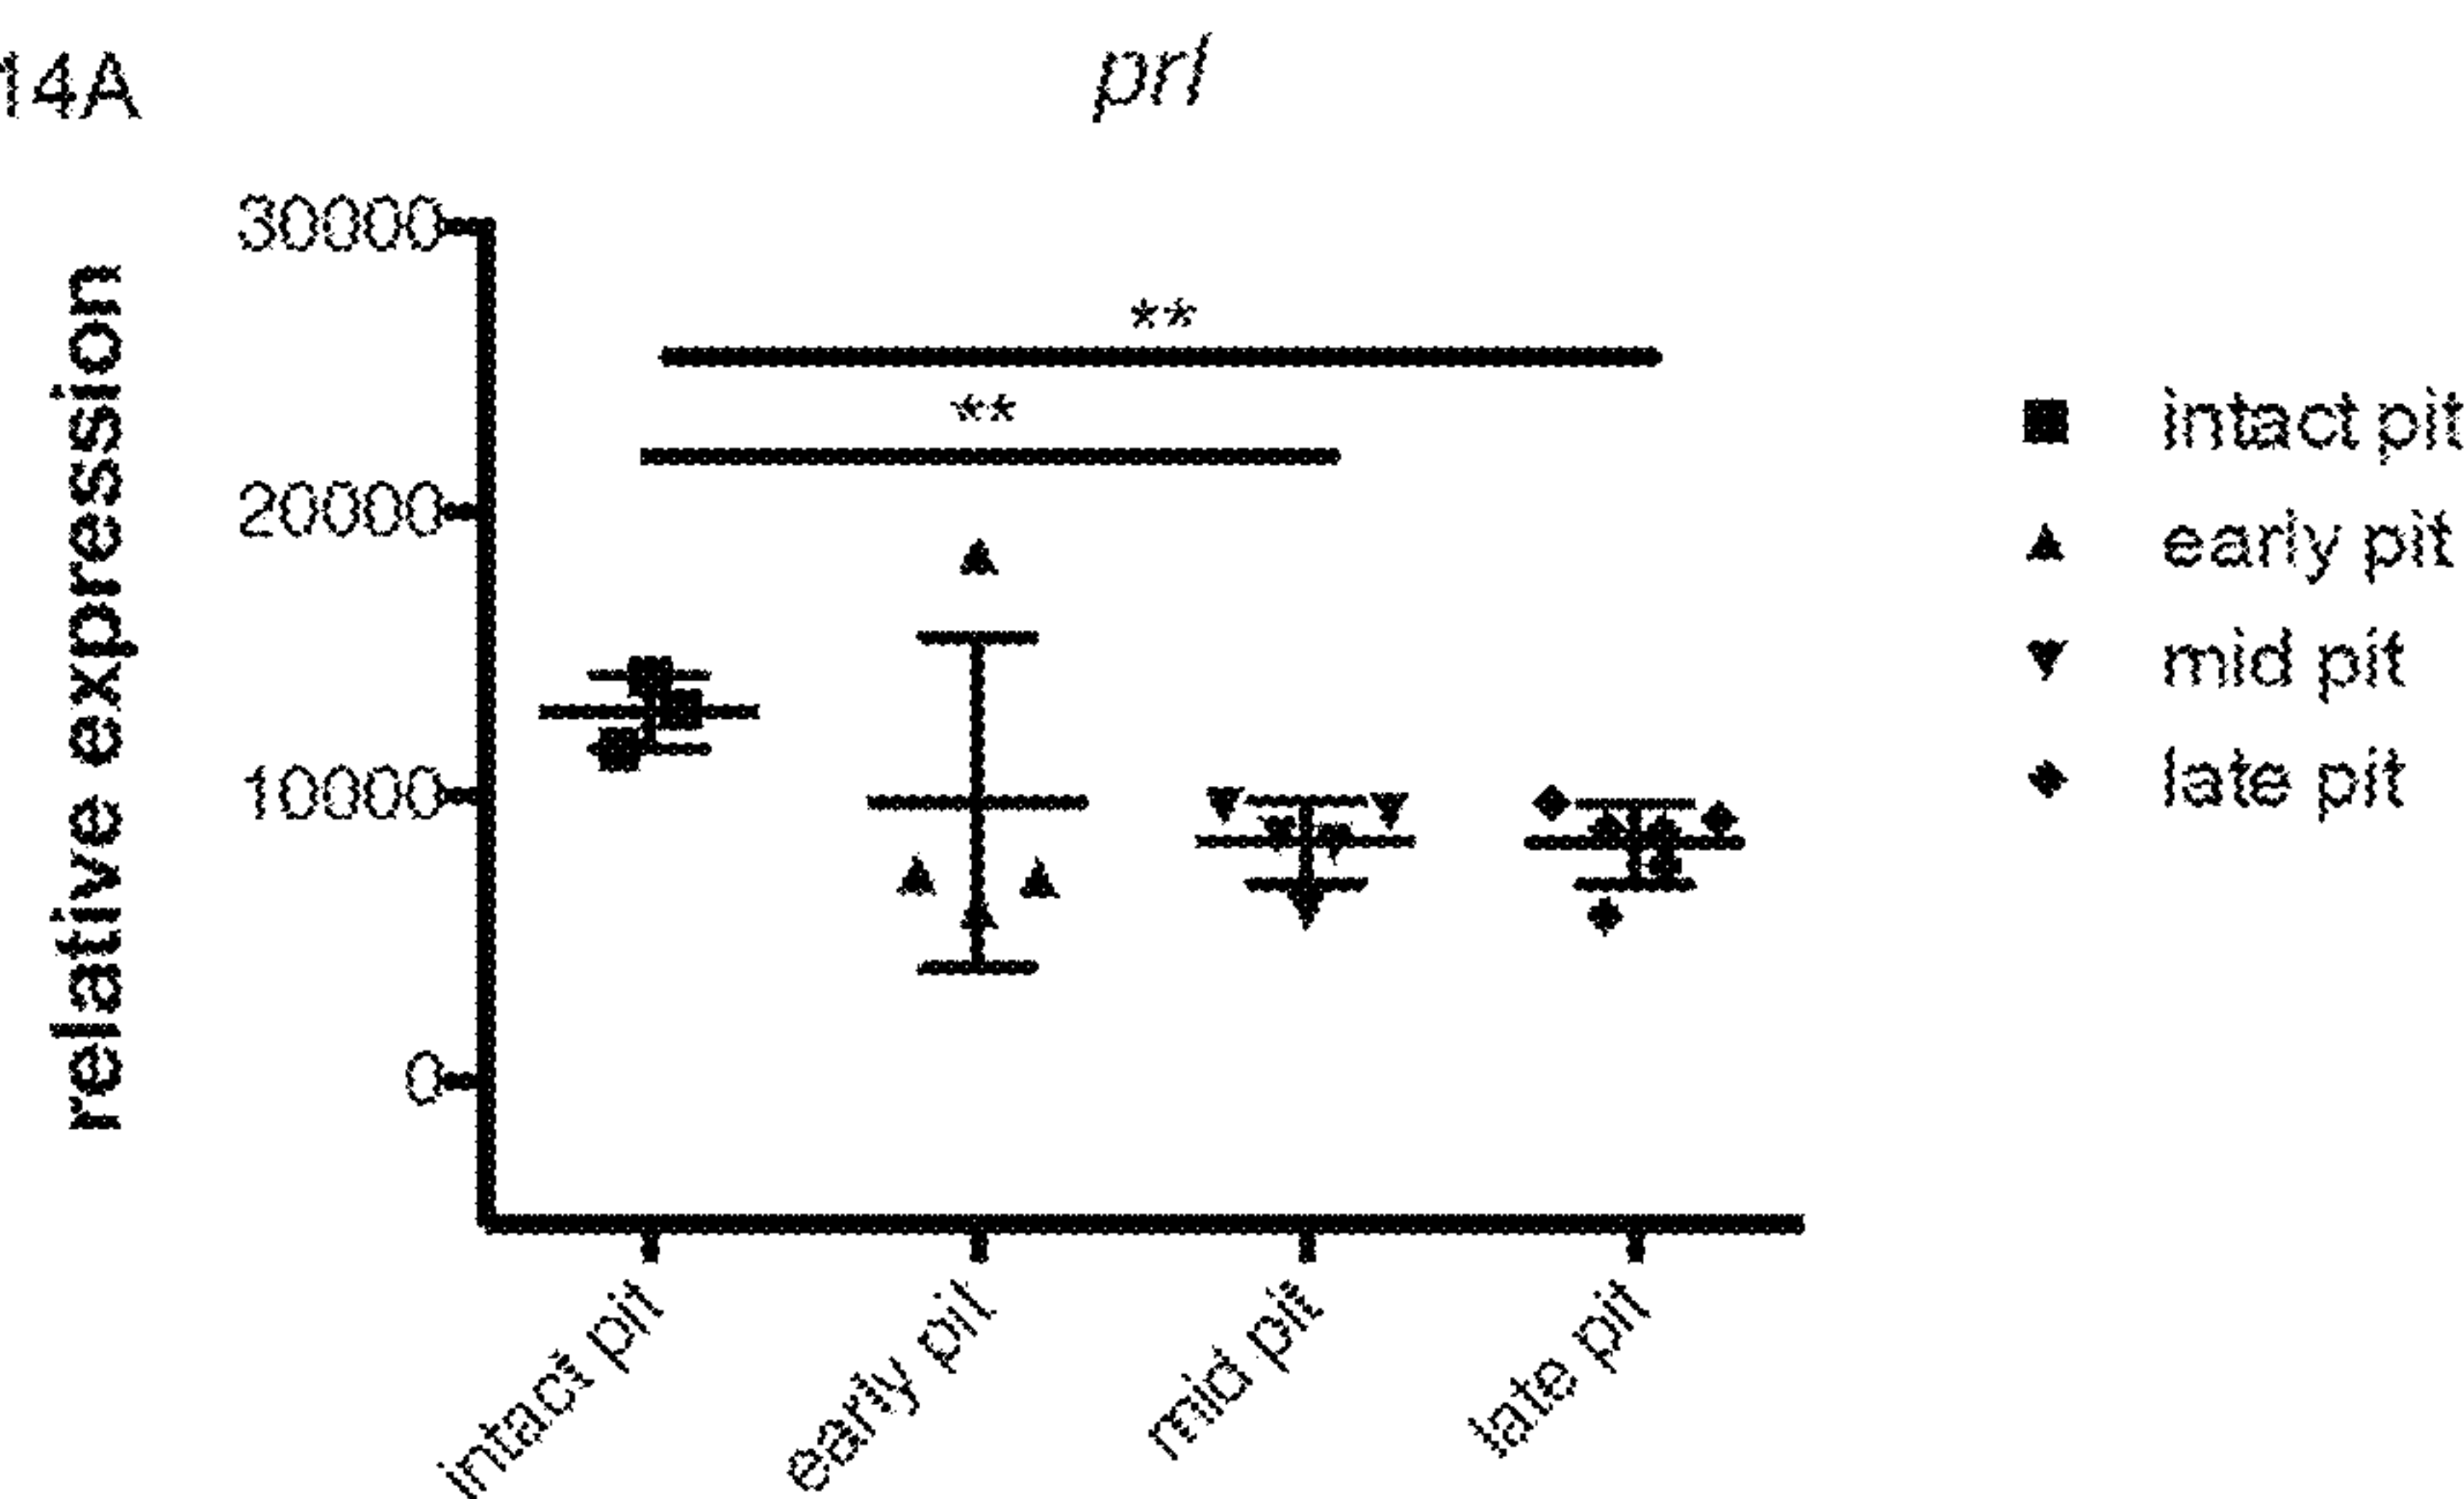 14A
prl
30000
20000
10000
0
relative expression
**
**
intact pit
early pit
mid pit
late pit
intact pit
early pit
mid pit
late pit